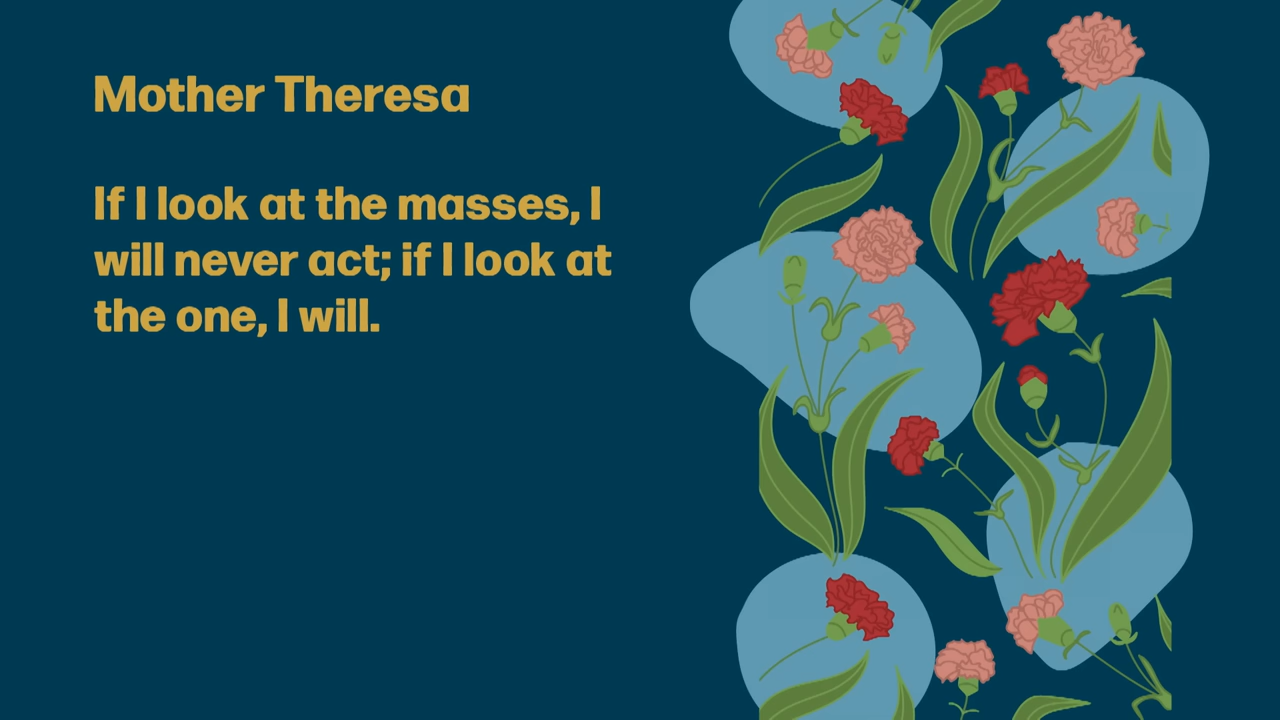 Mother Theresa
If I look at the masses, I
will never act; if I look at
the one, I will.